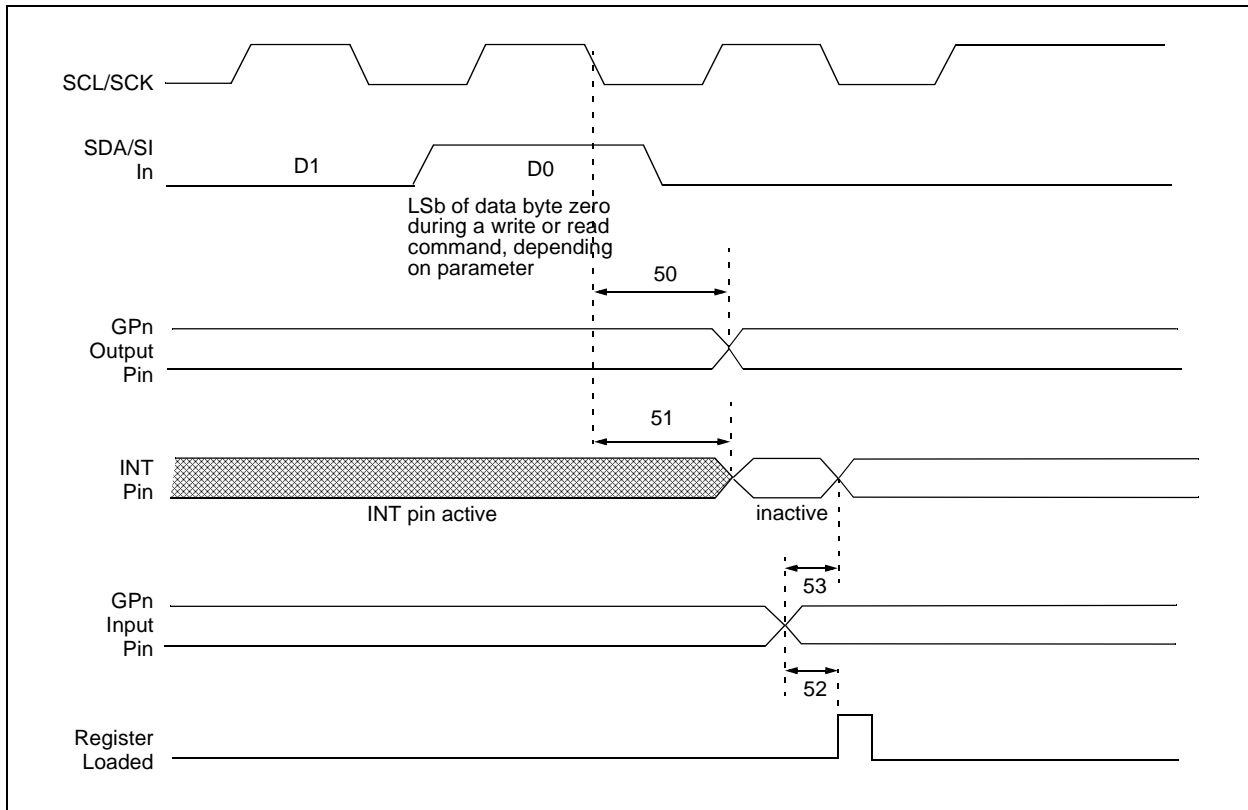 SCL/SCK
SDA/SI
In
D1
D0
LSb of data byte zero
during a write or read
command, depending
on parameter
50
GPn
Output
Pin
51
INT
Pin
INT pin active
inactive
53
GPn
Input
Pin
52
Register
Loaded